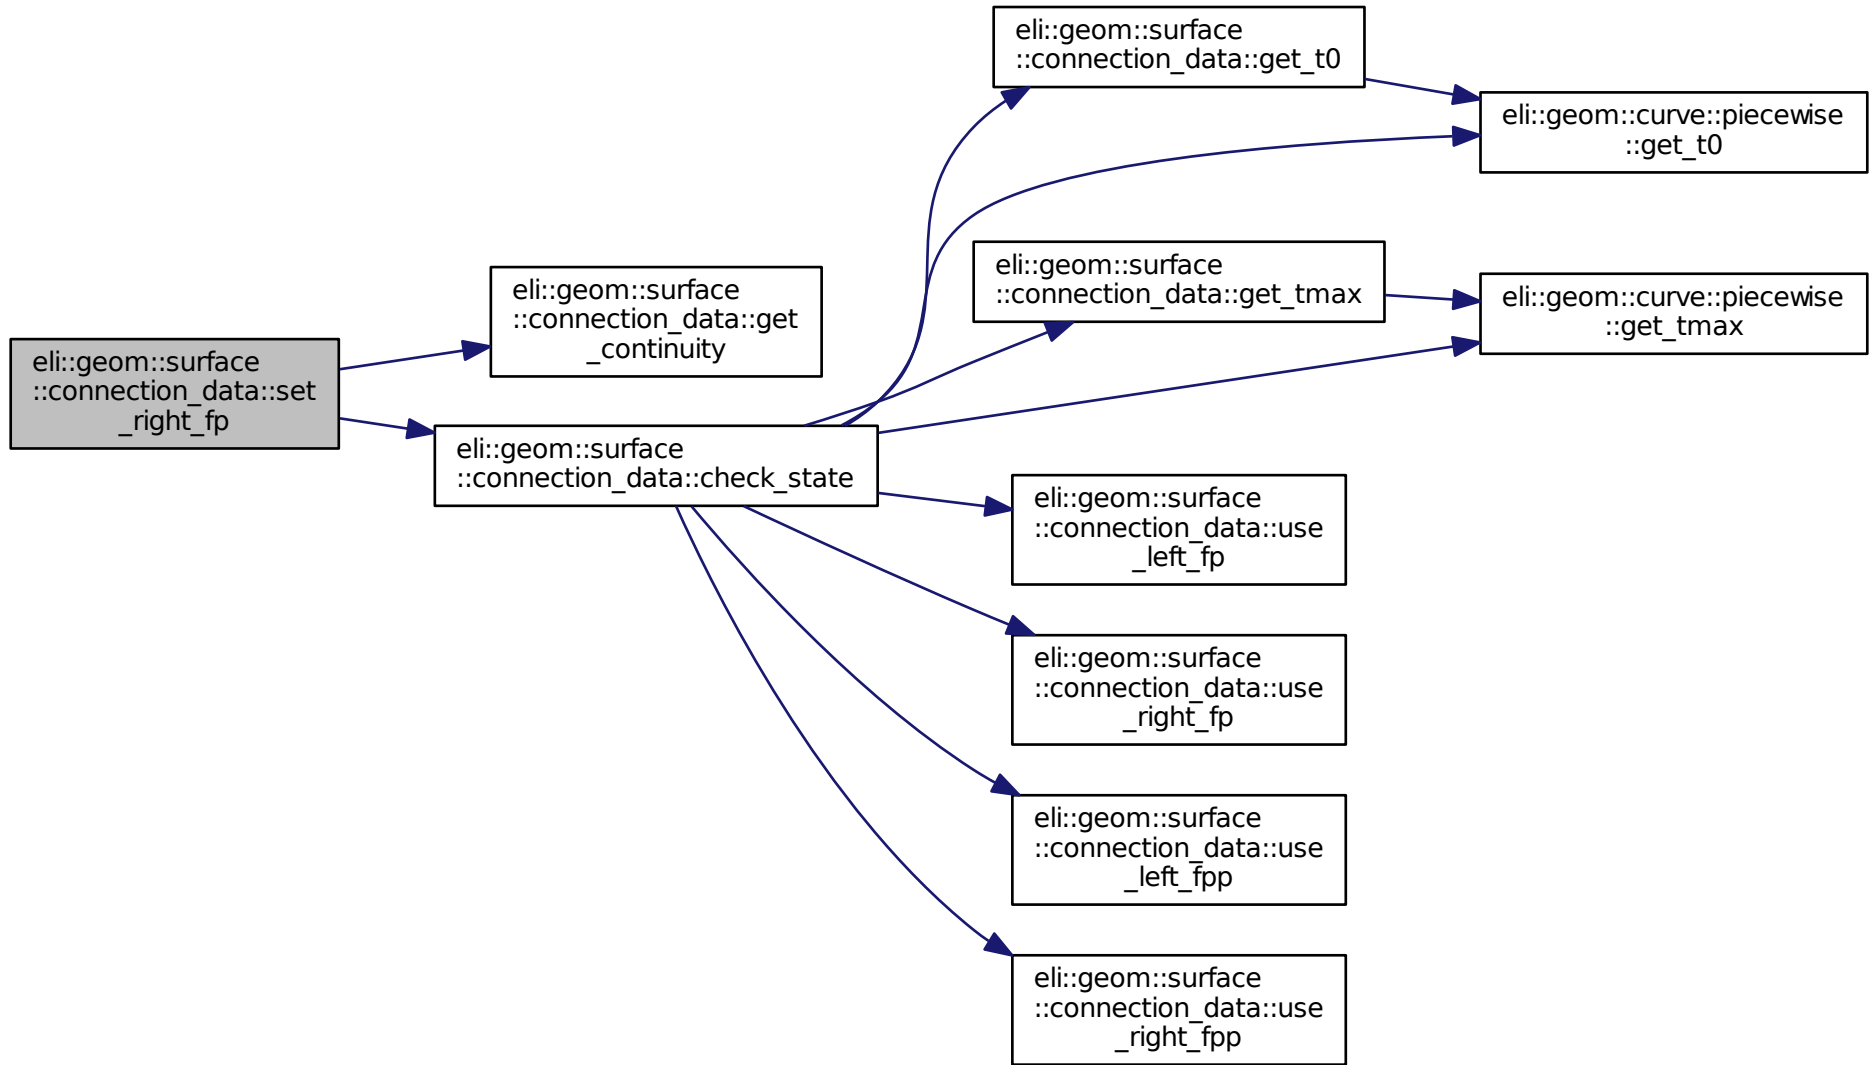 eli::geom::surface
::connection_data::set
_right_fp
eli::geom::surface
::connection_data::get
_continuity
eli::geom::surface
::connection_data::check_state
eli::geom::surface
::connection_data::get_t0
eli::geom::curve::piecewise
::get_t0
eli::geom::surface
::connection_data::get_tmax
eli::geom::curve::piecewise
::get_tmax
eli::geom::surface
::connection_data::use
_left_fp
eli::geom::surface
::connection_data::use
_right_fp
eli::geom::surface
::connection_data::use
_left_fpp
eli::geom::surface
::connection_data::use
_right_fpp